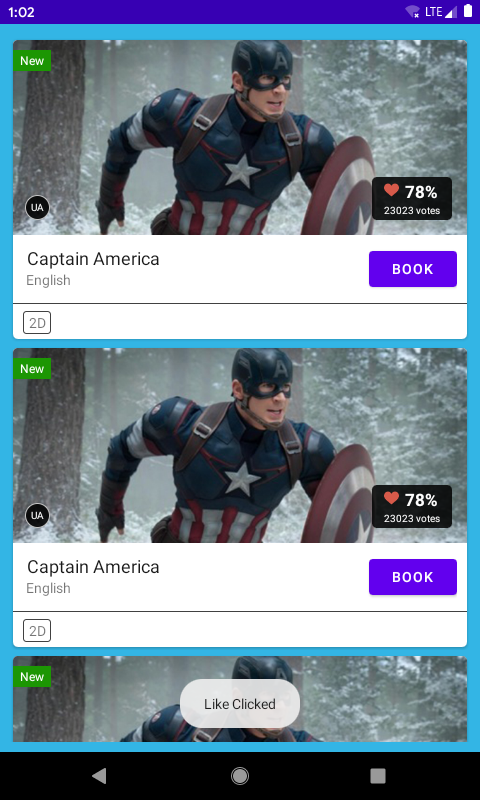 1:02
LTE
New
UA
78%
23023 votes
Captain America
English
BOOK
2D
New
UA
78%
23023 votes
Captain America
English
BOOK
2D
New
Like Clicked